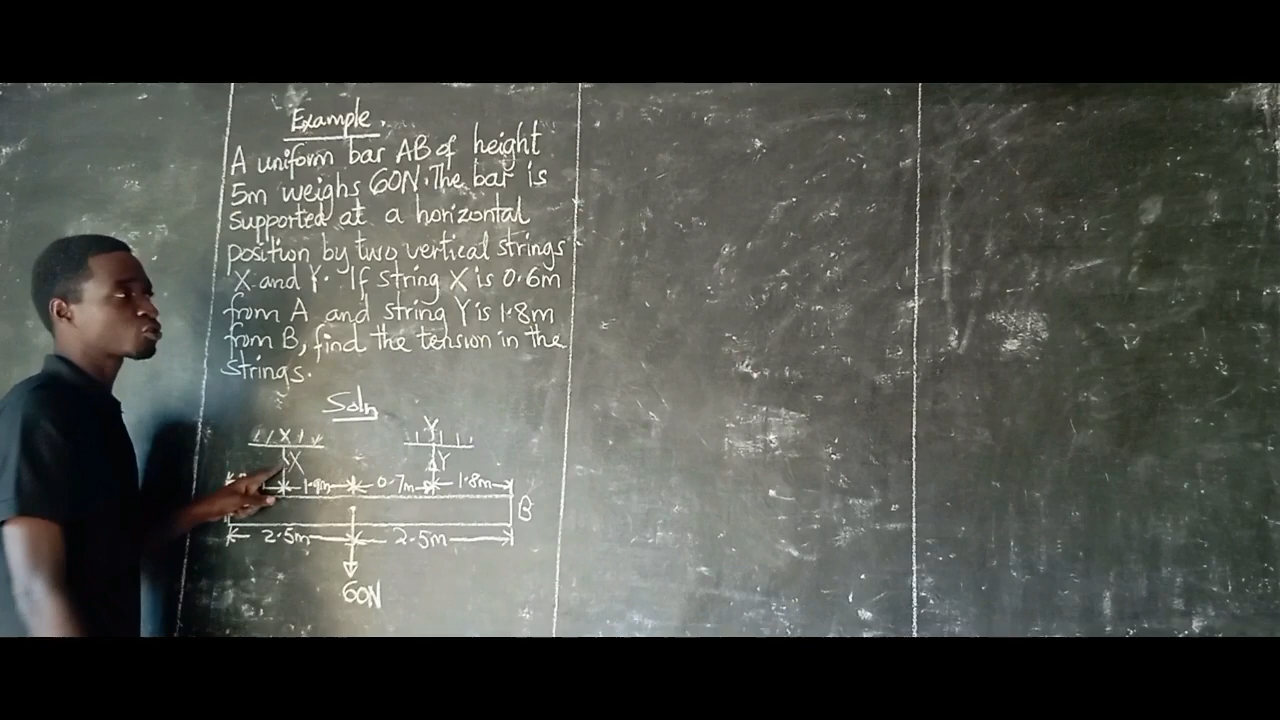 Example.
A uniform bar AB of height
5m weighs 60N. The bar is
supported at a horizontal
position by two vertical strings
X and Y. If string X is 0.6m
from A and string Y is 1.8m
from B, find the tension in the
strings.
Soln
X Y
X Y
1.9m 0.7m 1.8m
B
2.5m 2.5m
60N